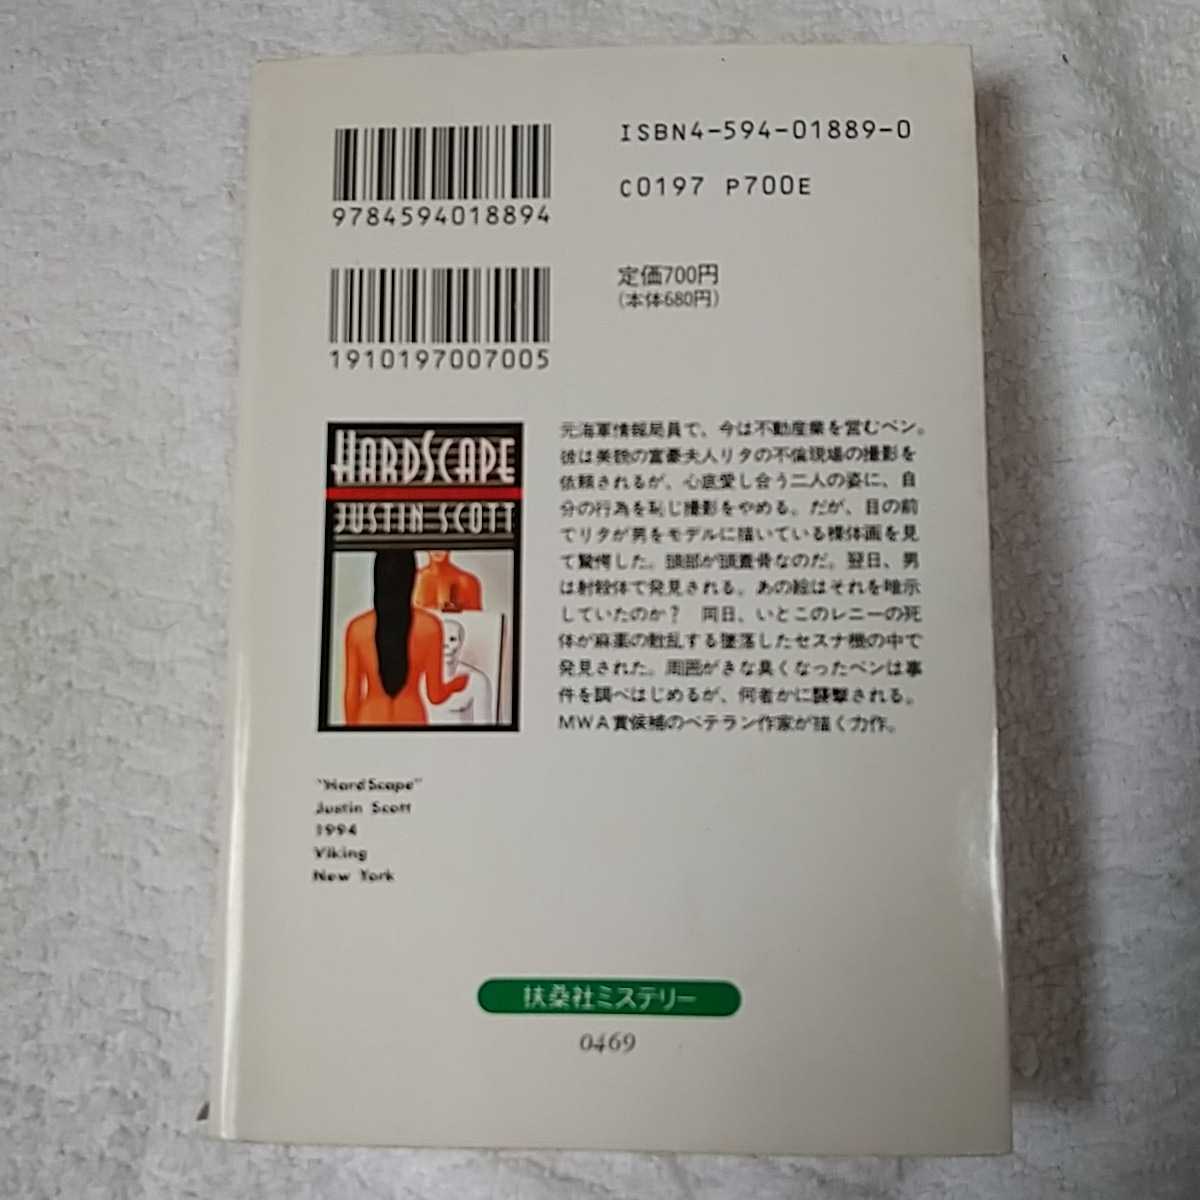 ISBN4-594-01889-0
C0197 P700E
9784594018894
定価700円
(本体680円)
1910197007005
HARDSCAPE
JUSTIN SCOTT
元海軍情報局員で、今は不動産業を営むベン。
彼は美貌の富豪夫人リタの不倫現場の撮影を
依頼されるが、心底愛し合う二人の姿に、自
分の行為を恥じ撮影をやめる。だが、目の前
でリタが男をモデルに描いている裸体画を見
て驚愕した。頭部が頭蓋骨なのだ。翌日、男
は射殺体で発見される。あの絵はそれを暗示
していたのか？ 同日、いとこのレニーの死
体が麻薬の散乱する墜落したセスナ機の中で
発見された。周囲がきな臭くなったベンは事
件を調べはじめるが、何者かに襲撃される。
MWA賞候補のベテラン作家が描く力作。
"HardScape"
Justin Scott
1994
Viking
New York
扶桑社ミステリー
0469